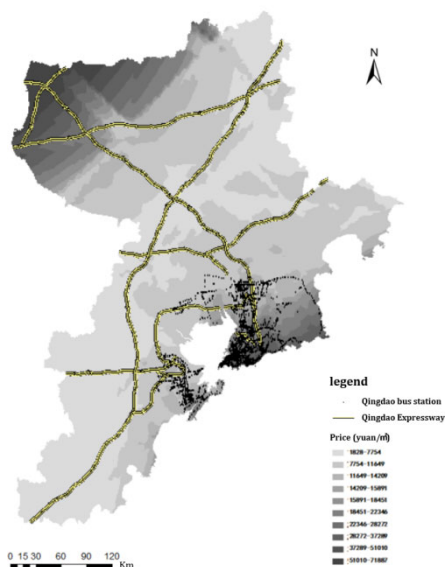 N
legend
Qingdao bus station
Qingdao Expressway
Price (yuan/㎡)
1820-7754
7754-11649
11649-14209
14209-15891
15891-18451
18451-22346
22346-28272
28272-37289
37289-51010
51010-71887
0 15 30 60 90 120
Km